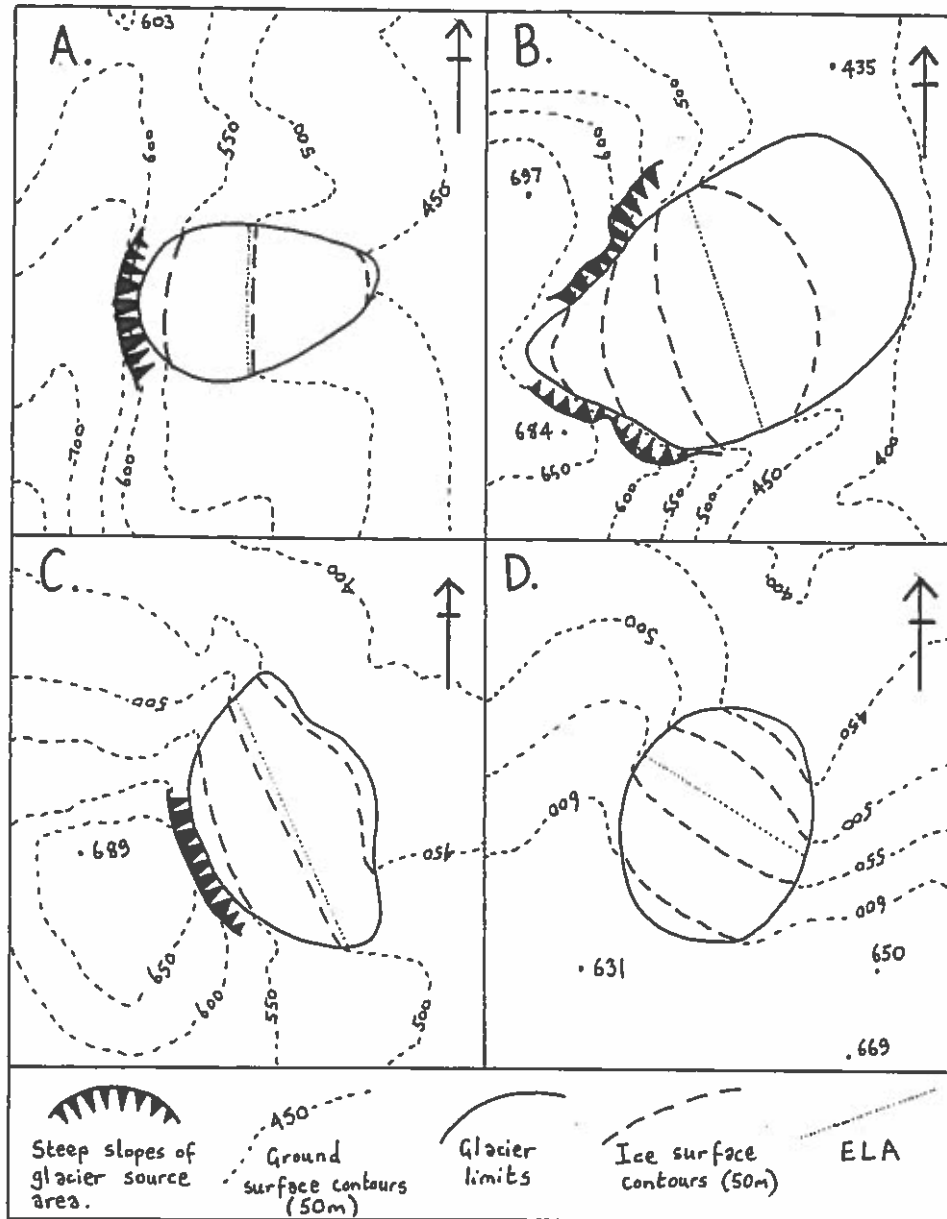 A.
603
600
550
500
450
700
600
B.
435
500
600
697
684
650
600
550
500
450
400
C.
400
500
689
450
650
600
550
500
D.
400
500
450
600
500
550
600
631
650
669
Steep slopes of
glacier source
area.
450
Ground
surface contours
(50m)
Glacier
limits
Ice surface
contours (50m)
ELA